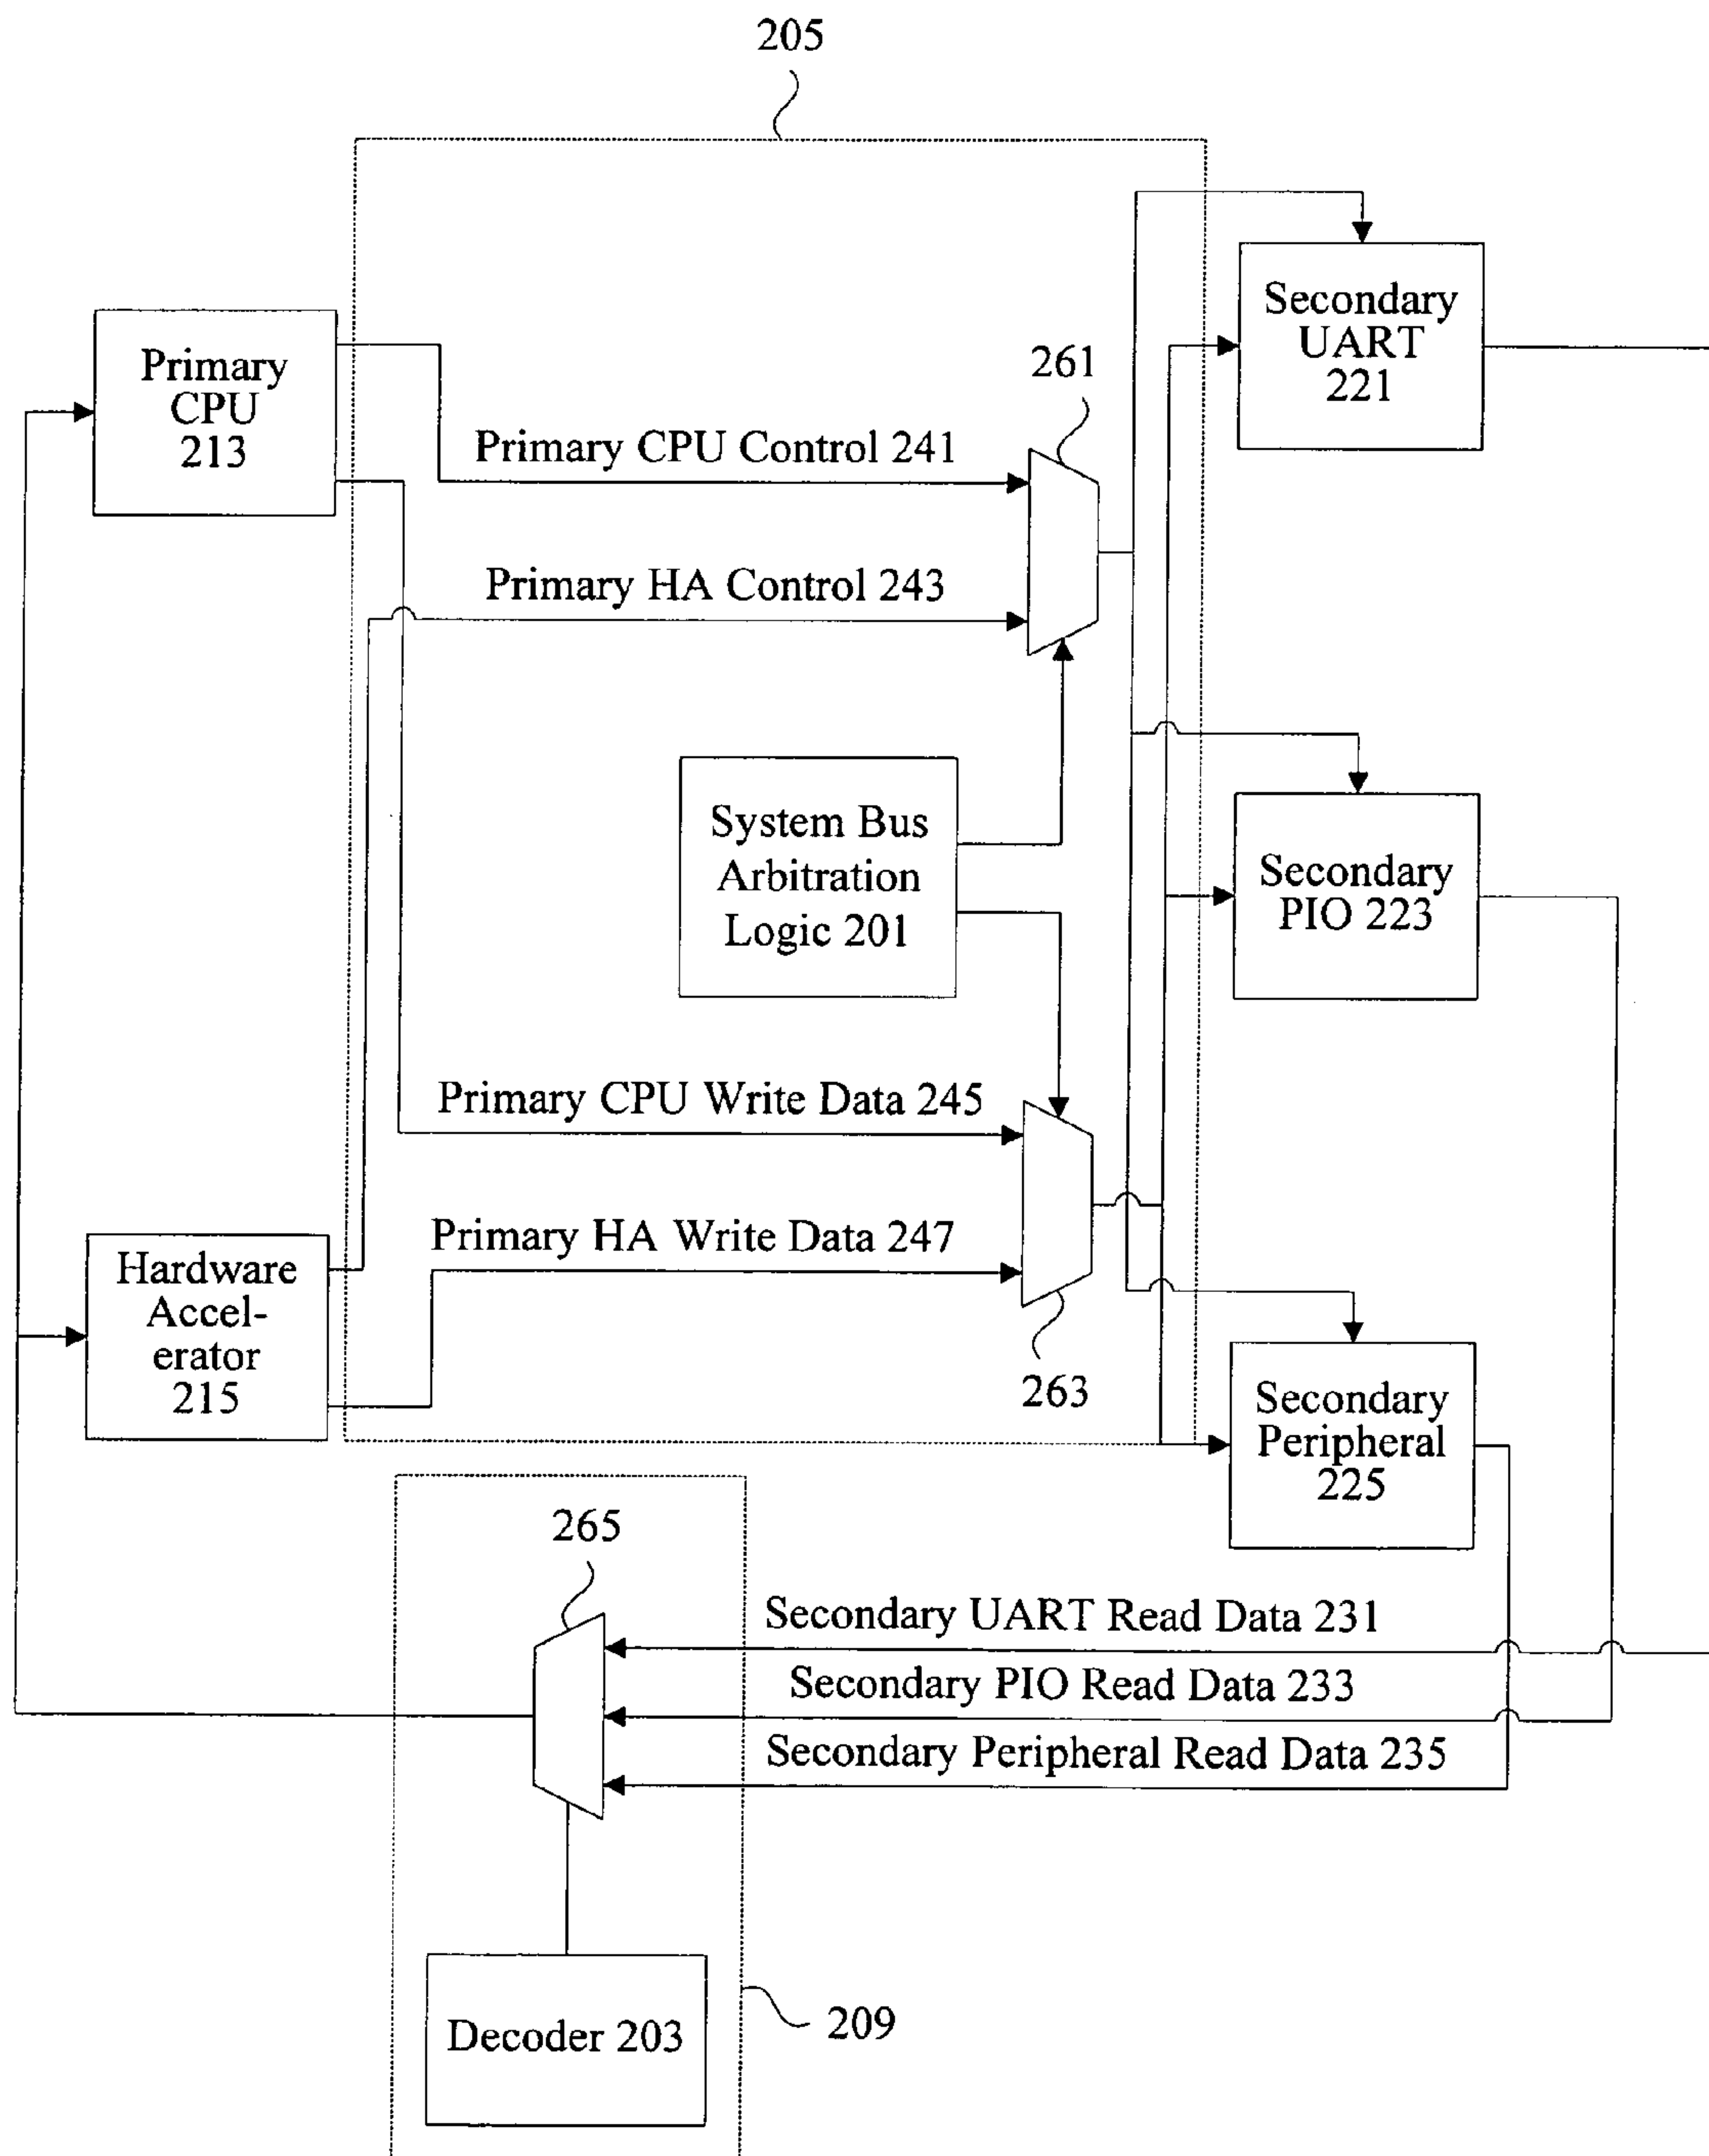 205
Primary
CPU
213
261
Secondary
UART
221
Primary CPU Control 241
Primary HA Control 243
System Bus
Arbitration
Logic 201
Secondary
PIO 223
Primary CPU Write Data 245
Primary HA Write Data 247
Hardware
Accel-
erator
215
263
Secondary
Peripheral
225
265
Secondary UART Read Data 231
Secondary PIO Read Data 233
Secondary Peripheral Read Data 235
Decoder 203
209